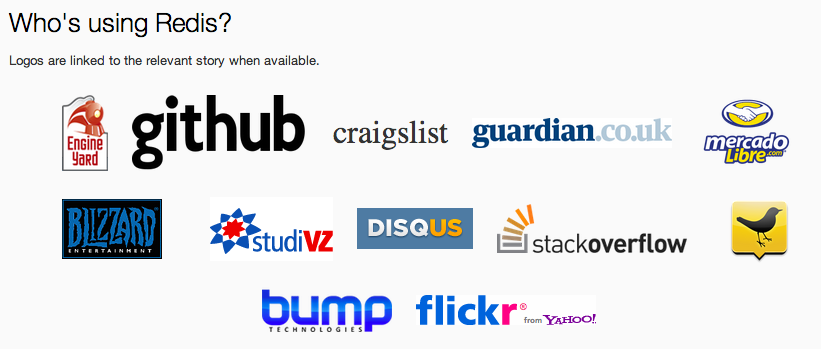 Who's using Redis?
Logos are linked to the relevant story when available.
Engine
Yard
github
craigslist
guardian.co.uk
mercado
Libre.com
BLIZZARD
ENTERTAINMENT
studiVZ
DISQUS
stackoverflow
bump
TECHNOLOGIES
flickr® from YAHOO!